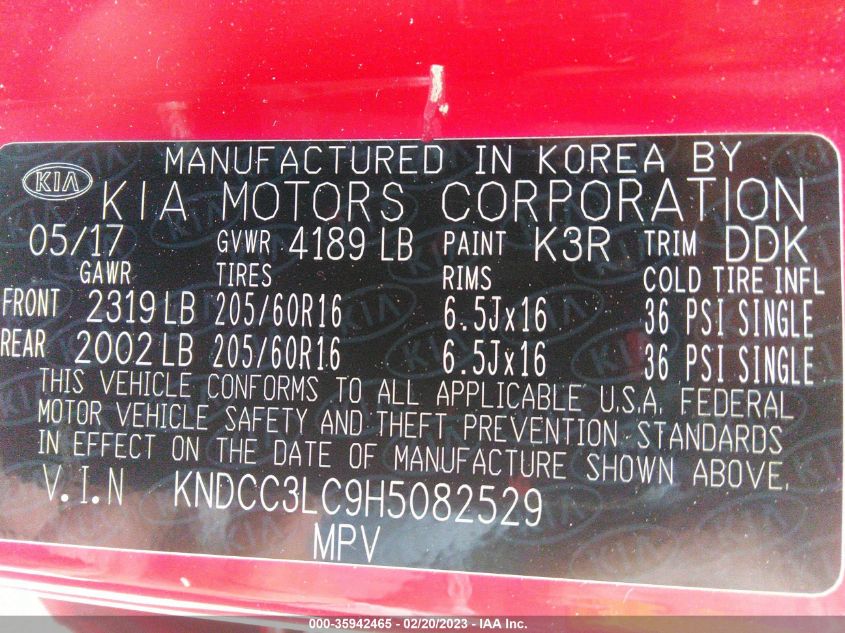 MANUFACTURED IN KOREA BY
KIA KIA MOTORS CORPORATION
05/17 GVWR 4189 LB PAINT K3R TRIM DDK
GAWR TIRES RIMS COLD TIRE INFL
FRONT 2319 LB 205/60R16 6.5Jx16 36 PSI SINGLE
REAR 2002 LB 205/60R16 6.5Jx16 36 PSI SINGLE
THIS VEHICLE CONFORMS TO ALL APPLICABLE U.S.A. FEDERAL
MOTOR VEHICLE SAFETY AND THEFT PREVENTION STANDARDS
IN EFFECT ON THE DATE OF MANUFACTURE SHOWN ABOVE.
V.I.N KNDCC3LC9H5082529
MPV
000-35942465 - 02/20/2023 - IAA Inc.